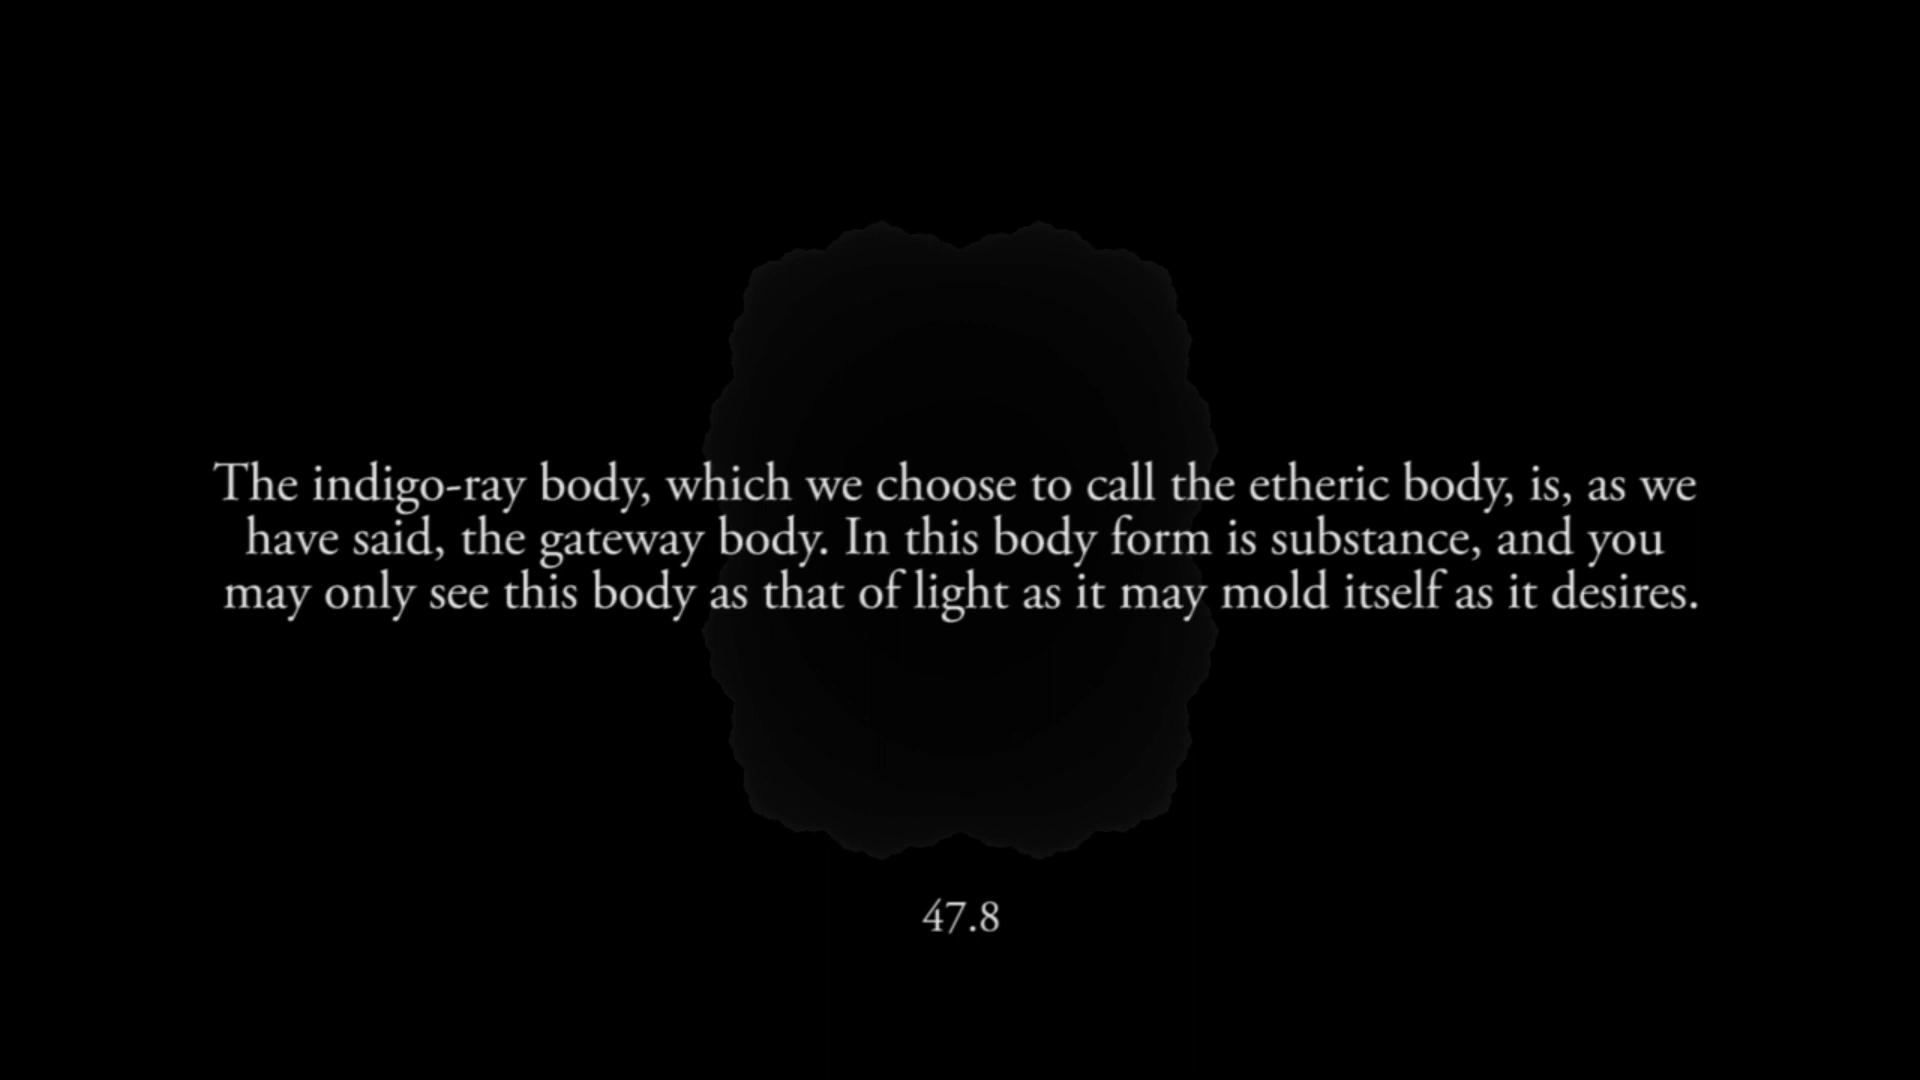 The indigo-ray body, which we choose to call the etheric body, is, as we
have said, the gateway body. In this body form is substance, and you
may only see this body as that of light as it may mold itself as it desires.
47.8